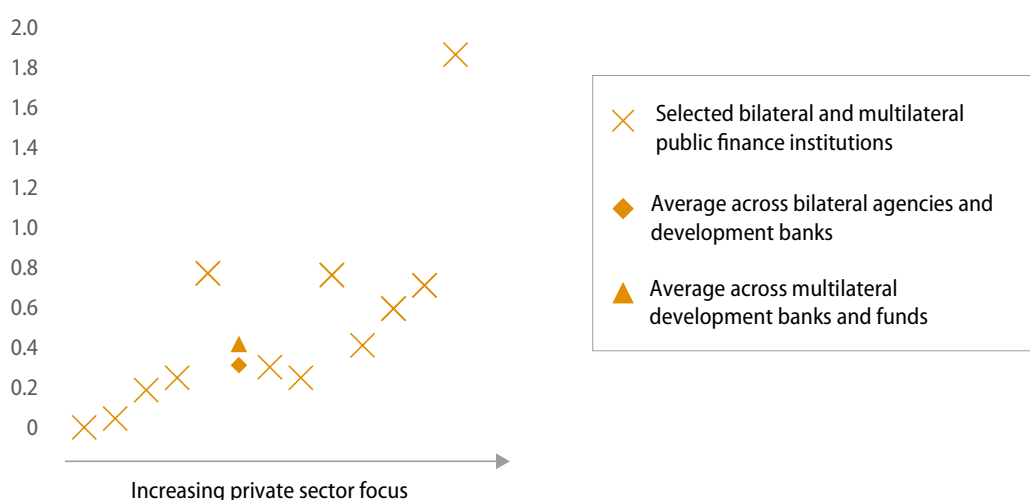 2.0
1.8
1.6
1.4
1.2
1.0
0.8
0.6
0.4
0.2
0
Increasing private sector focus
Selected bilateral and multilateral
public finance institutions
Average across bilateral agencies and
development banks
Average across multilateral
development banks and funds